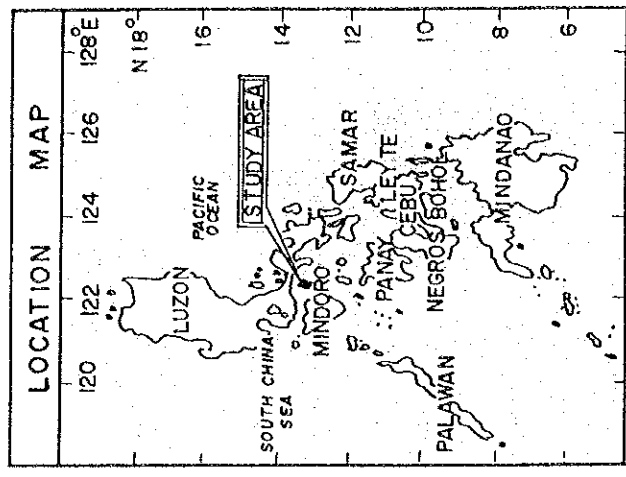 LOCATION MAP
120 122 124 126 128°E
N 18°
16
14
12
10
8
6
LUZON
PACIFIC
OCEAN
STUDY AREA
SOUTH CHINA
SEA
MINDORO
SAMAR
PANAY
LEYTE
CEBU
NEGROS
BOHOL
PALAWAN
MINDANAO